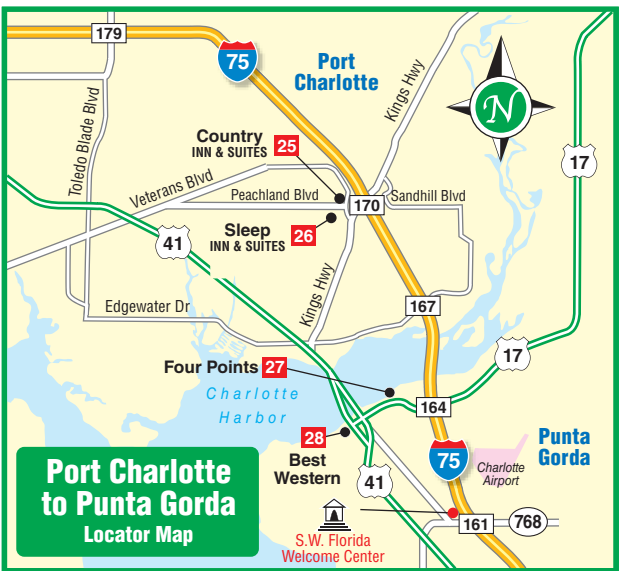 179
75
Port
Charlotte
Kings Hwy
N
17
Toledo Blade Blvd
Country
INN & SUITES
25
Veterans Blvd
Peachland Blvd
170
Sandhill Blvd
Sleep
INN & SUITES
26
41
Kings Hwy
Edgewater Dr
167
17
Four Points 27
Charlotte
Harbor
164
28
Best
Western
Punta
Gorda
75
Charlotte
Airport
41
Port Charlotte
to Punta Gorda
Locator Map
161
768
S.W. Florida
Welcome Center